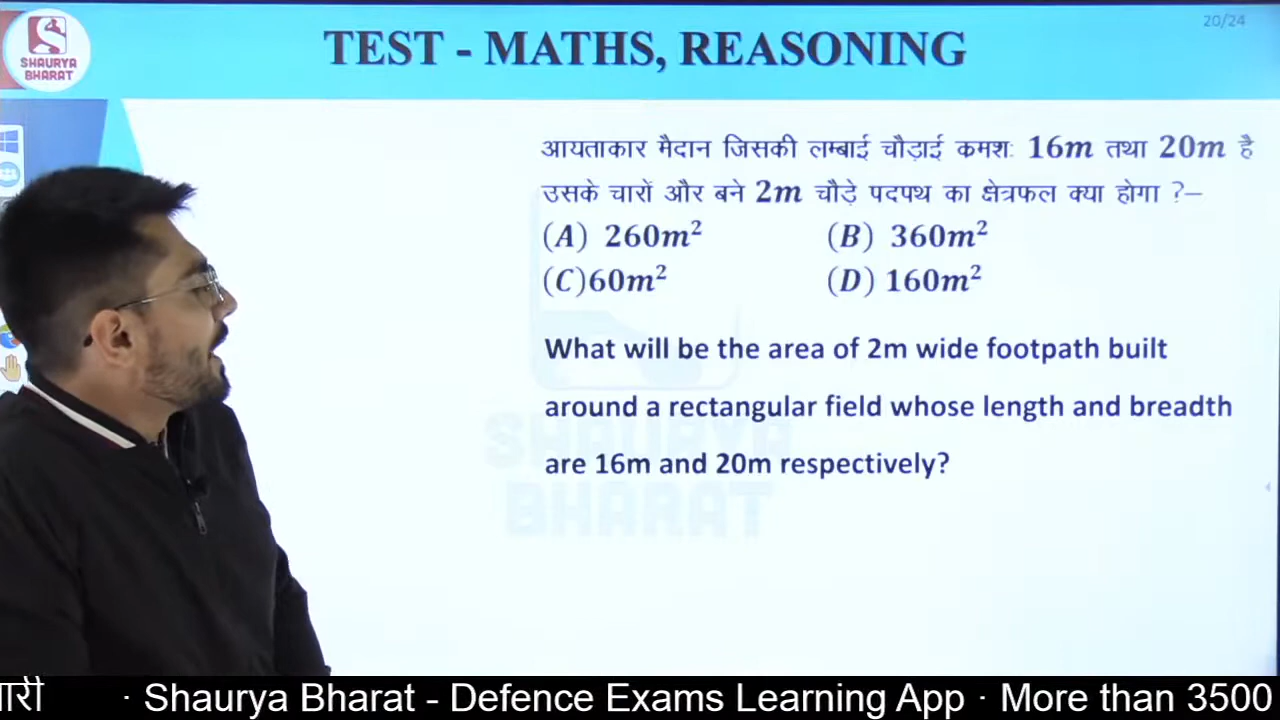 20/24
SHAURYA
BHARAT
TEST - MATHS, REASONING
आयताकार मैदान जिसकी लम्बाई चौड़ाई कमशः 16m तथा 20m है
उसके चारों और बने 2m चौड़े पदपथ का क्षेत्रफल क्या होगा ?–
(A) 260m² (B) 360m²
(C)60m² (D) 160m²
What will be the area of 2m wide footpath built
around a rectangular field whose length and breadth
are 16m and 20m respectively?
SHAURYA
BHARAT
· Shaurya Bharat - Defence Exams Learning App · More than 3500